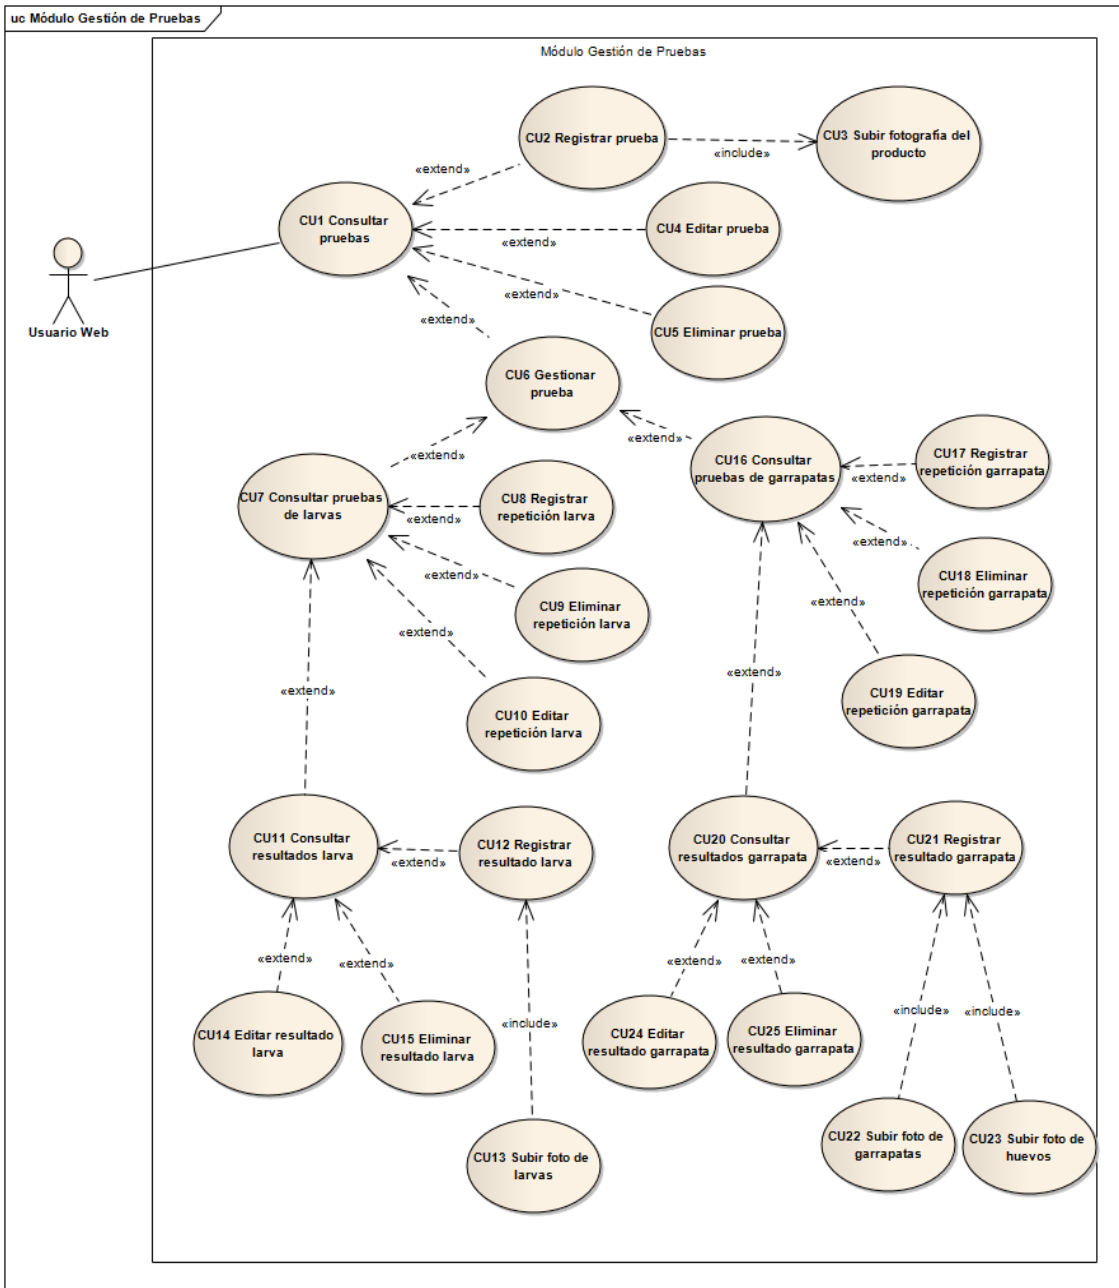 uc Módulo Gestión de Pruebas
Módulo Gestión de Pruebas
CU2 Registrar prueba
CU3 Subir fotografía del
producto
«include»
«extend»
CU1 Consultar
pruebas
CU4 Editar prueba
«extend»
Usuario Web
«extend»
CU5 Eliminar prueba
«extend»
CU6 Gestionar
prueba
«extend»
«extend»
CU16 Consultar
pruebas de garrapatas
CU17 Registrar
repetición garrapata
«extend»
CU7 Consultar pruebas
de larvas
CU8 Registrar
repetición larva
«extend»
«extend»
CU18 Eliminar
repetición garrapata
«extend»
CU9 Eliminar
repetición larva
«extend»
«extend»
CU19 Editar
repetición garrapata
«extend»
«extend»
CU10 Editar
repetición larva
CU11 Consultar
resultados larva
CU12 Registrar
resultado larva
«extend»
CU20 Consultar
resultados garrapata
CU21 Registrar
resultado garrapata
«extend»
«extend»
«extend»
«extend»
«extend»
CU14 Editar resultado
larva
CU15 Eliminar
resultado larva
«include»
CU24 Editar
resultado garrapata
CU25 Eliminar
resultado garrapata
«include»
«include»
CU13 Subir foto de
larvas
CU22 Subir foto de
garrapatas
CU23 Subir foto de
huevos